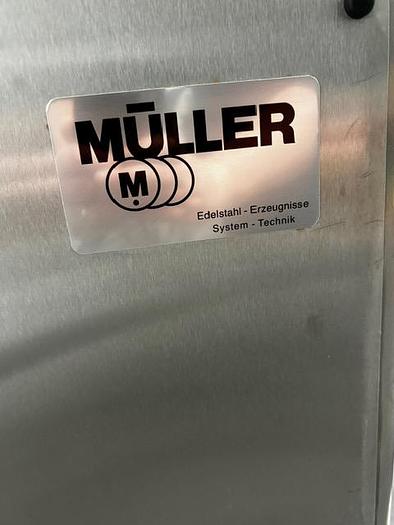 MÜLLER
M
Edelstahl - Erzeugnisse
System - Technik